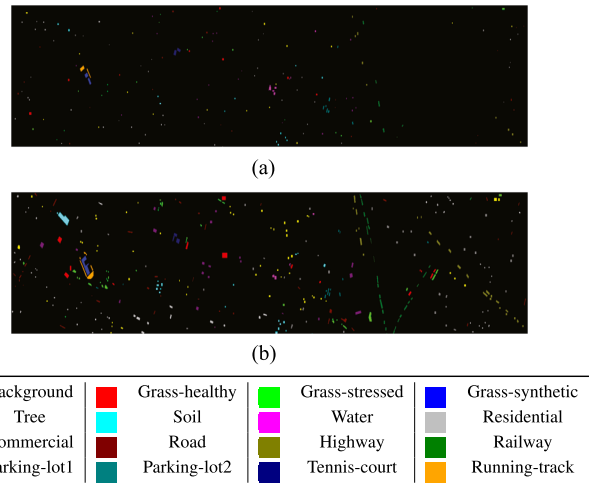 (a)
(b)
ackground Grass-healthy Grass-stressed Grass-synthetic
Tree Soil Water Residential
ommercial Road Highway Railway
arking-lot1 Parking-lot2 Tennis-court Running-track